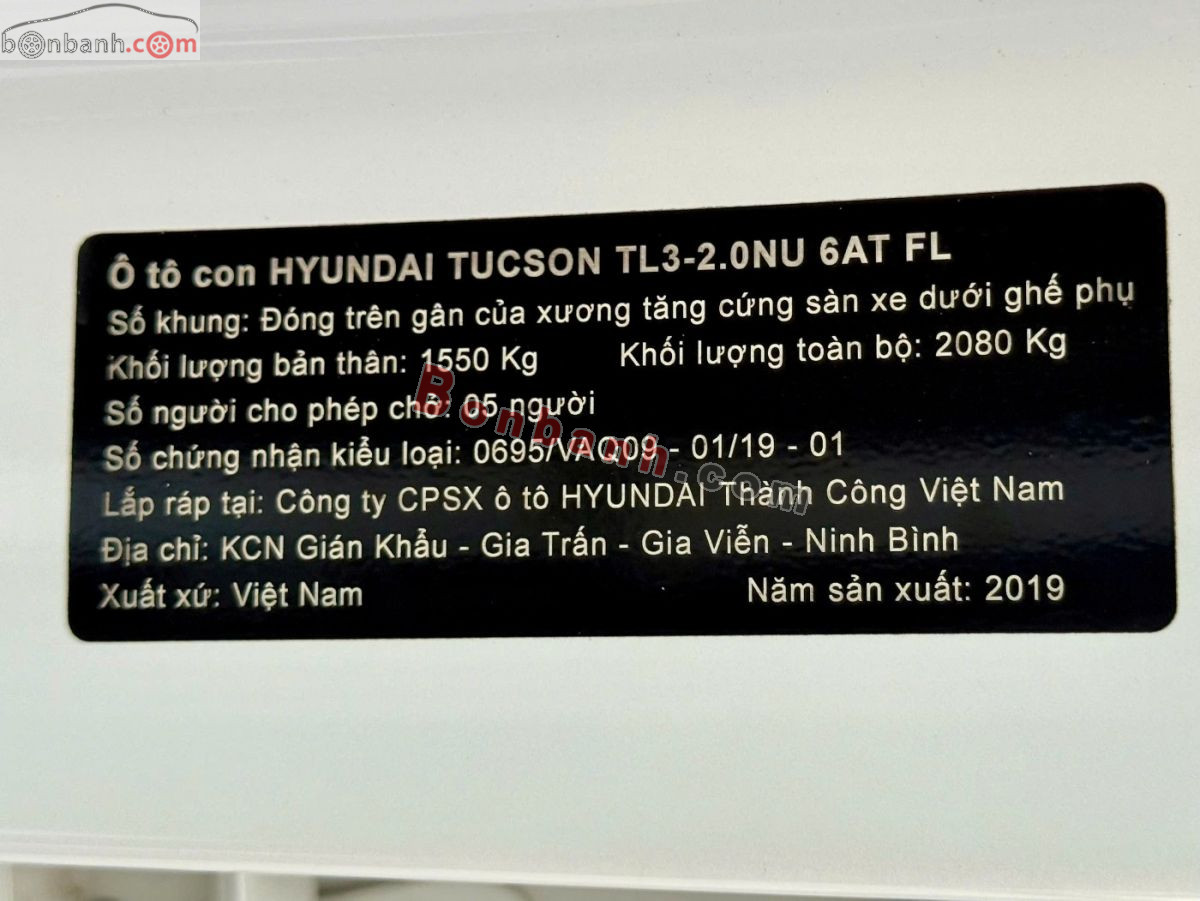 bonbanh.com
Ô tô con HYUNDAI TUCSON TL3-2.0NU 6AT FL
Số khung: Đóng trên gân của xương tăng cứng sàn xe dưới ghế phụ
Khối lượng bản thân: 1550 Kg Khối lượng toàn bộ: 2080 Kg
Số người cho phép chở: 05 người
Số chứng nhận kiểu loại: 0695/VAQ09 - 01/19 - 01
Lắp ráp tại: Công ty CPSX ô tô HYUNDAI Thành Công Việt Nam
Địa chỉ: KCN Gián Khẩu - Gia Trấn - Gia Viễn - Ninh Bình
Xuất xứ: Việt Nam Năm sản xuất: 2019
Bonbanh.com